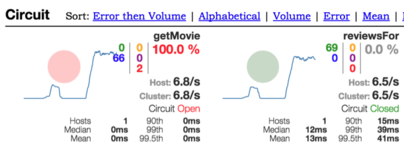 Circuit Sort: Error then Volume | Alphabetical | Volume | Error | Mean |
getMovie
0 0 100.0 %
66 0
2
Host: 6.8/s
Cluster: 6.8/s
Circuit Open
Hosts 1 90th 0ms
Median 0ms 99th 0ms
Mean 0ms 99.5th 0ms
reviewsFor
69 0 0.0 %
0 0
0
Host: 6.5/s
Cluster: 6.5/s
Circuit Closed
Hosts 1 90th 15ms
Median 12ms 99th 39ms
Mean 13ms 99.5th 41ms